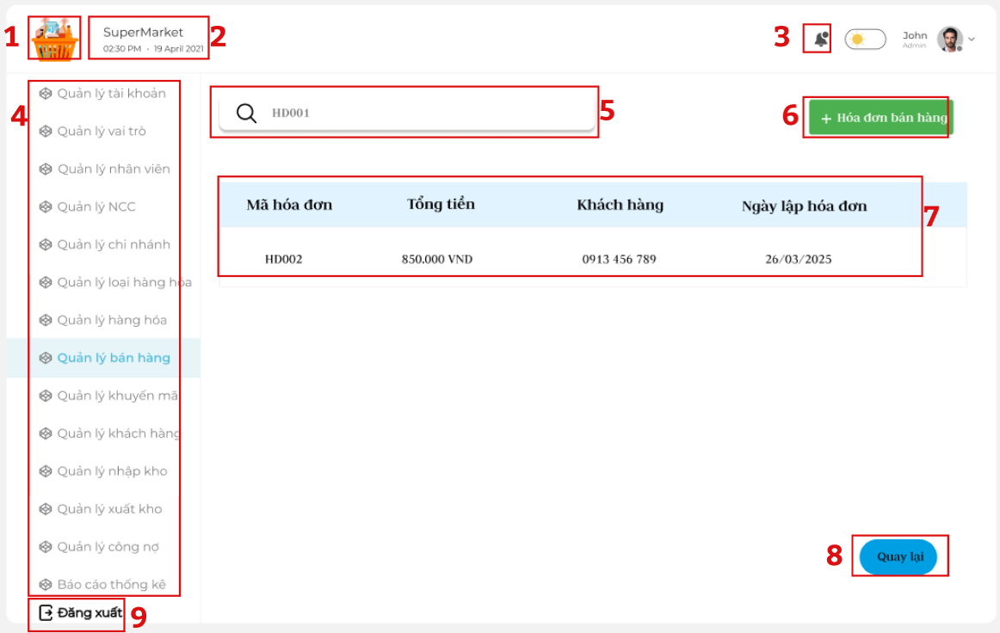 1
SuperMarket
02:30 PM · 19 April 2021
2
3
John
Admin
4
Quản lý tài khoản
Quản lý vai trò
Quản lý nhân viên
Quản lý NCC
Quản lý chi nhánh
Quản lý loại hàng hóa
Quản lý hàng hóa
Quản lý bán hàng
Quản lý khuyến mã
Quản lý khách hàng
Quản lý nhập kho
Quản lý xuất kho
Quản lý công nợ
Báo cáo thống kê
Đăng xuất
9
HD001
5
6
+ Hóa đơn bán hàng
Mã hóa đơn Tổng tiền Khách hàng Ngày lập hóa đơn
7
HD002 850.000 VND 0913 456 789 26/03/2025
8
Quay lại